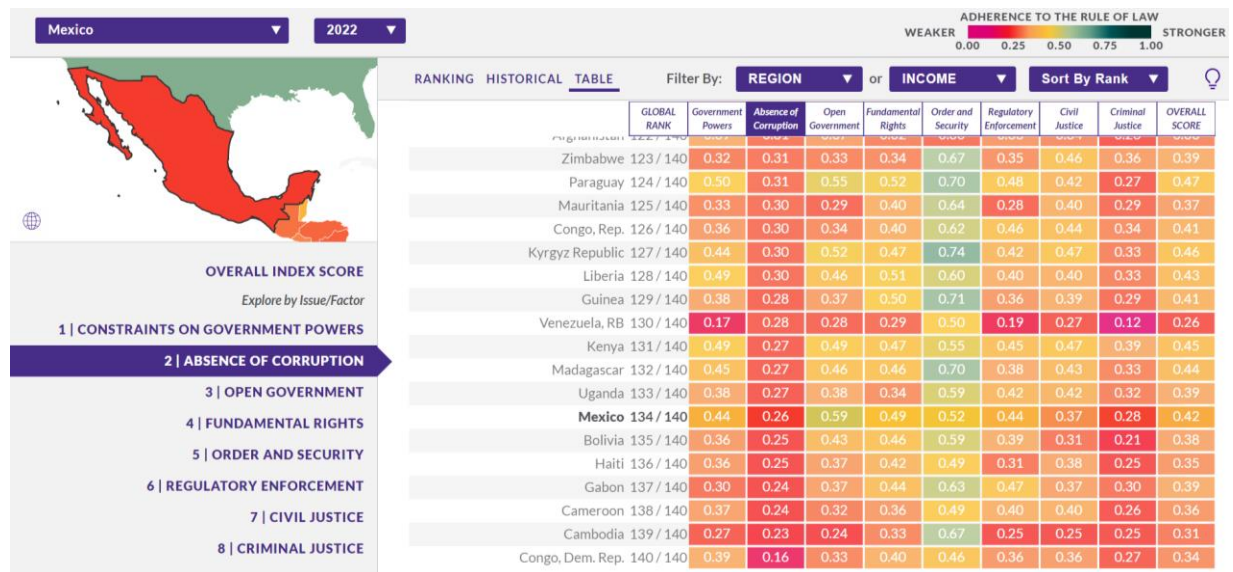 Mexico ▼ 2022 ▼
ADHERENCE TO THE RULE OF LAW
WEAKER STRONGER
0.00 0.25 0.50 0.75 1.00
RANKING HISTORICAL TABLE Filter By: REGION ▼ or INCOME ▼ Sort By Rank ▼
GLOBAL RANK Government Powers Absence of Corruption Open Government Fundamental Rights Order and Security Regulatory Enforcement Civil Justice Criminal Justice OVERALL SCORE
Zimbabwe 123 / 140 0.32 0.31 0.33 0.34 0.67 0.35 0.46 0.36 0.39
Paraguay 124 / 140 0.50 0.31 0.55 0.52 0.70 0.48 0.42 0.27 0.47
Mauritania 125 / 140 0.33 0.30 0.29 0.40 0.64 0.28 0.40 0.29 0.37
Congo, Rep. 126 / 140 0.36 0.30 0.34 0.40 0.62 0.46 0.44 0.34 0.41
Kyrgyz Republic 127 / 140 0.44 0.30 0.52 0.47 0.74 0.42 0.47 0.33 0.46
Liberia 128 / 140 0.49 0.30 0.46 0.51 0.60 0.40 0.40 0.33 0.43
Guinea 129 / 140 0.38 0.28 0.37 0.50 0.71 0.36 0.39 0.29 0.41
Venezuela, RB 130 / 140 0.17 0.28 0.28 0.29 0.50 0.19 0.27 0.12 0.26
Kenya 131 / 140 0.49 0.27 0.49 0.47 0.55 0.45 0.47 0.39 0.45
Madagascar 132 / 140 0.45 0.27 0.46 0.46 0.70 0.38 0.43 0.33 0.44
Uganda 133 / 140 0.38 0.27 0.38 0.34 0.59 0.42 0.42 0.32 0.39
Mexico 134 / 140 0.44 0.26 0.59 0.49 0.52 0.44 0.37 0.28 0.42
Bolivia 135 / 140 0.36 0.25 0.43 0.46 0.59 0.39 0.31 0.21 0.38
Haiti 136 / 140 0.36 0.25 0.37 0.42 0.49 0.31 0.38 0.25 0.35
Gabon 137 / 140 0.30 0.24 0.37 0.44 0.63 0.47 0.37 0.30 0.39
Cameroon 138 / 140 0.37 0.24 0.32 0.36 0.49 0.40 0.40 0.26 0.36
Cambodia 139 / 140 0.27 0.23 0.24 0.33 0.67 0.25 0.25 0.25 0.31
Congo, Dem. Rep. 140 / 140 0.39 0.16 0.33 0.40 0.46 0.36 0.36 0.27 0.34
OVERALL INDEX SCORE
Explore by Issue/Factor
1 | CONSTRAINTS ON GOVERNMENT POWERS
2 | ABSENCE OF CORRUPTION
3 | OPEN GOVERNMENT
4 | FUNDAMENTAL RIGHTS
5 | ORDER AND SECURITY
6 | REGULATORY ENFORCEMENT
7 | CIVIL JUSTICE
8 | CRIMINAL JUSTICE